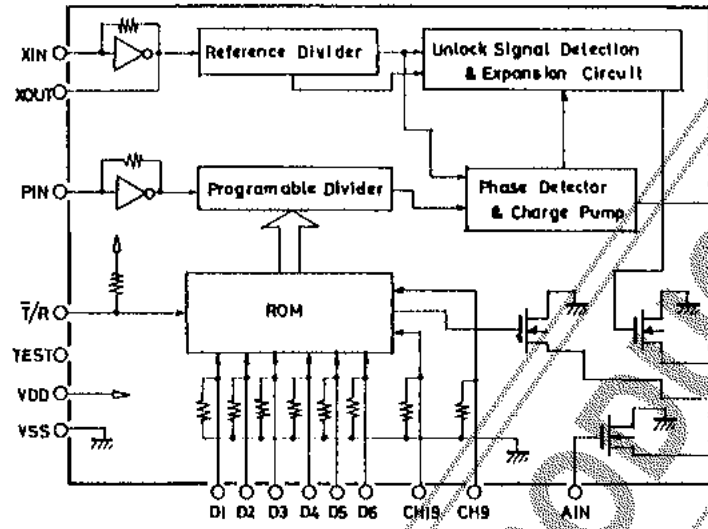 XIN
Reference Divider
Unlock Signal Detection
& Expansion Circuit
XOUT
PIN
Programable Divider
Phase Detector
& Charge Pump
T̅/R
ROM
TEST
VDD
VSS
D1 D2 D3 D4 D5 D6 CH19 CH9 AIN